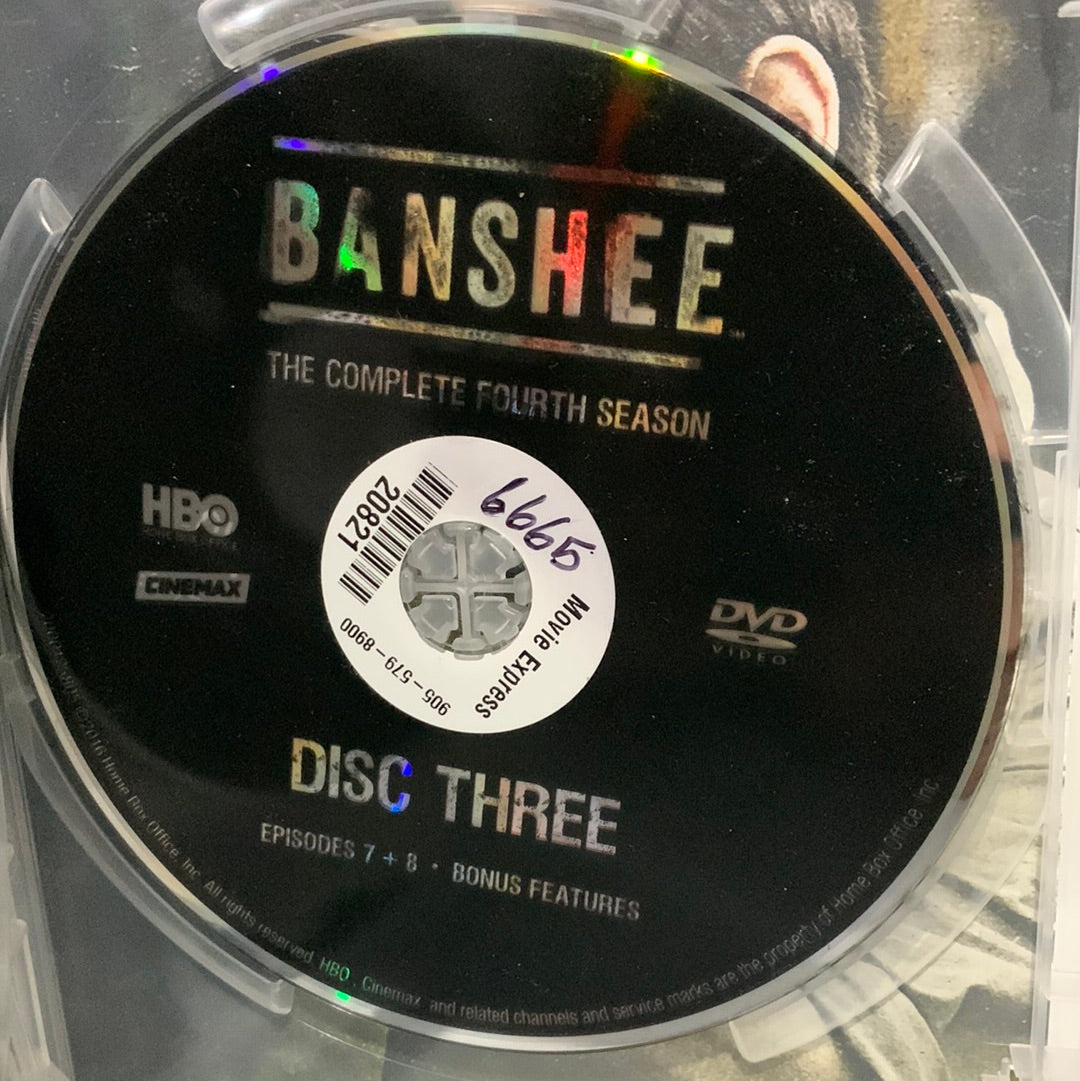 BANSHEE
THE COMPLETE FOURTH SEASON
HBO
CINEMAX
20821
6665
Movie Express
905-579-8900
DVD
VIDEO
DISC THREE
EPISODES 7 + 8 • BONUS FEATURES
2016 Home Box Office, Inc. All rights reserved. HBO, Cinemax, and related channels and service marks are the property of Home Box Office, Inc.